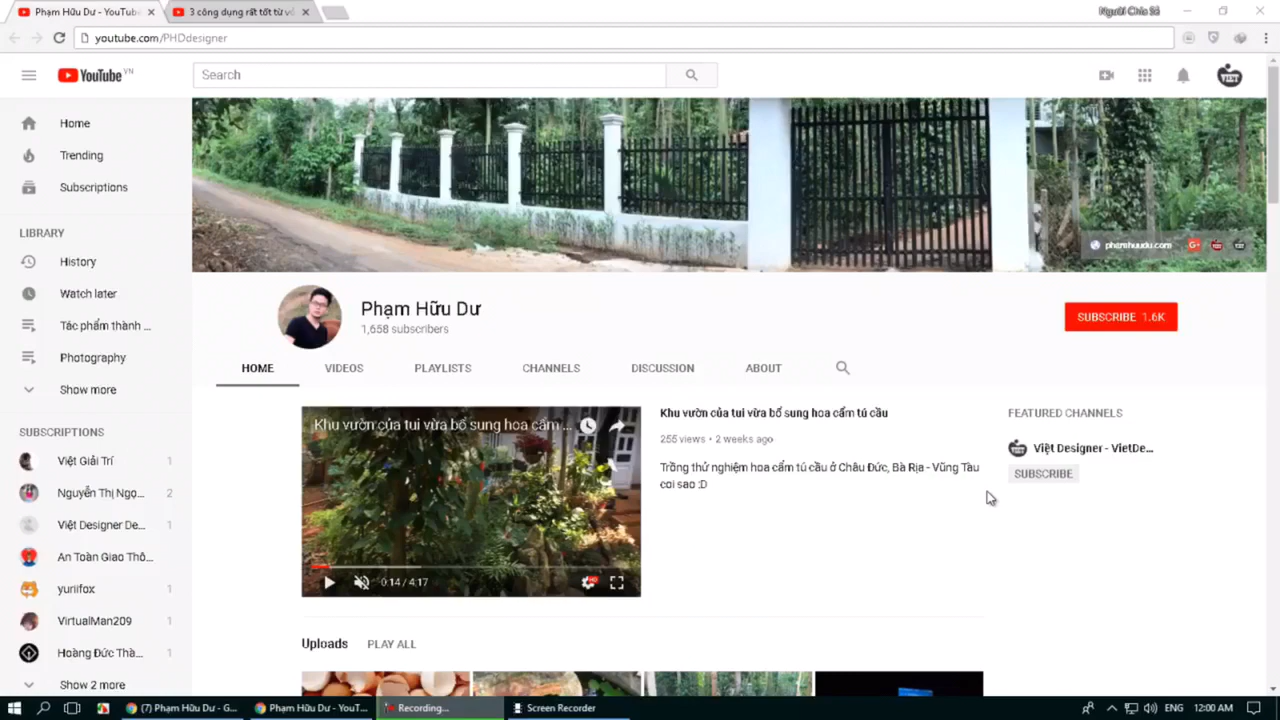 Phạm Hữu Dư - YouTube
3 công dụng rất tốt từ vỏ
Người Chia Sẻ
youtube.com/PHDdesigner
YouTube VN
Search
VIET
Home
Trending
Subscriptions
LIBRARY
History
Watch later
Tác phẩm thành ...
Photography
Show more
SUBSCRIPTIONS
Việt Giải Trí 1
Nguyễn Thị Ngọ... 2
Việt Designer De... 1
An Toàn Giao Thô... 1
yuriifox 1
VirtualMan209 1
Hoàng Đức Thà... 1
Show 2 more
phamhuudu.com
Phạm Hữu Dư
1,658 subscribers
SUBSCRIBE 1.6K
HOME
VIDEOS
PLAYLISTS
CHANNELS
DISCUSSION
ABOUT
Khu vườn của tui vừa bổ sung hoa cẩm ...
0:14 / 4:17
HD
Khu vườn của tui vừa bổ sung hoa cẩm tú cầu
255 views • 2 weeks ago
Trồng thử nghiệm hoa cẩm tú cầu ở Châu Đức, Bà Rịa - Vũng Tàu
coi sao :D
FEATURED CHANNELS
Việt Designer - VietDe...
SUBSCRIBE
Uploads
PLAY ALL
(7) Phạm Hữu Dư - G...
Phạm Hữu Dư - YouT...
Recording...
Screen Recorder
ENG
12:00 AM